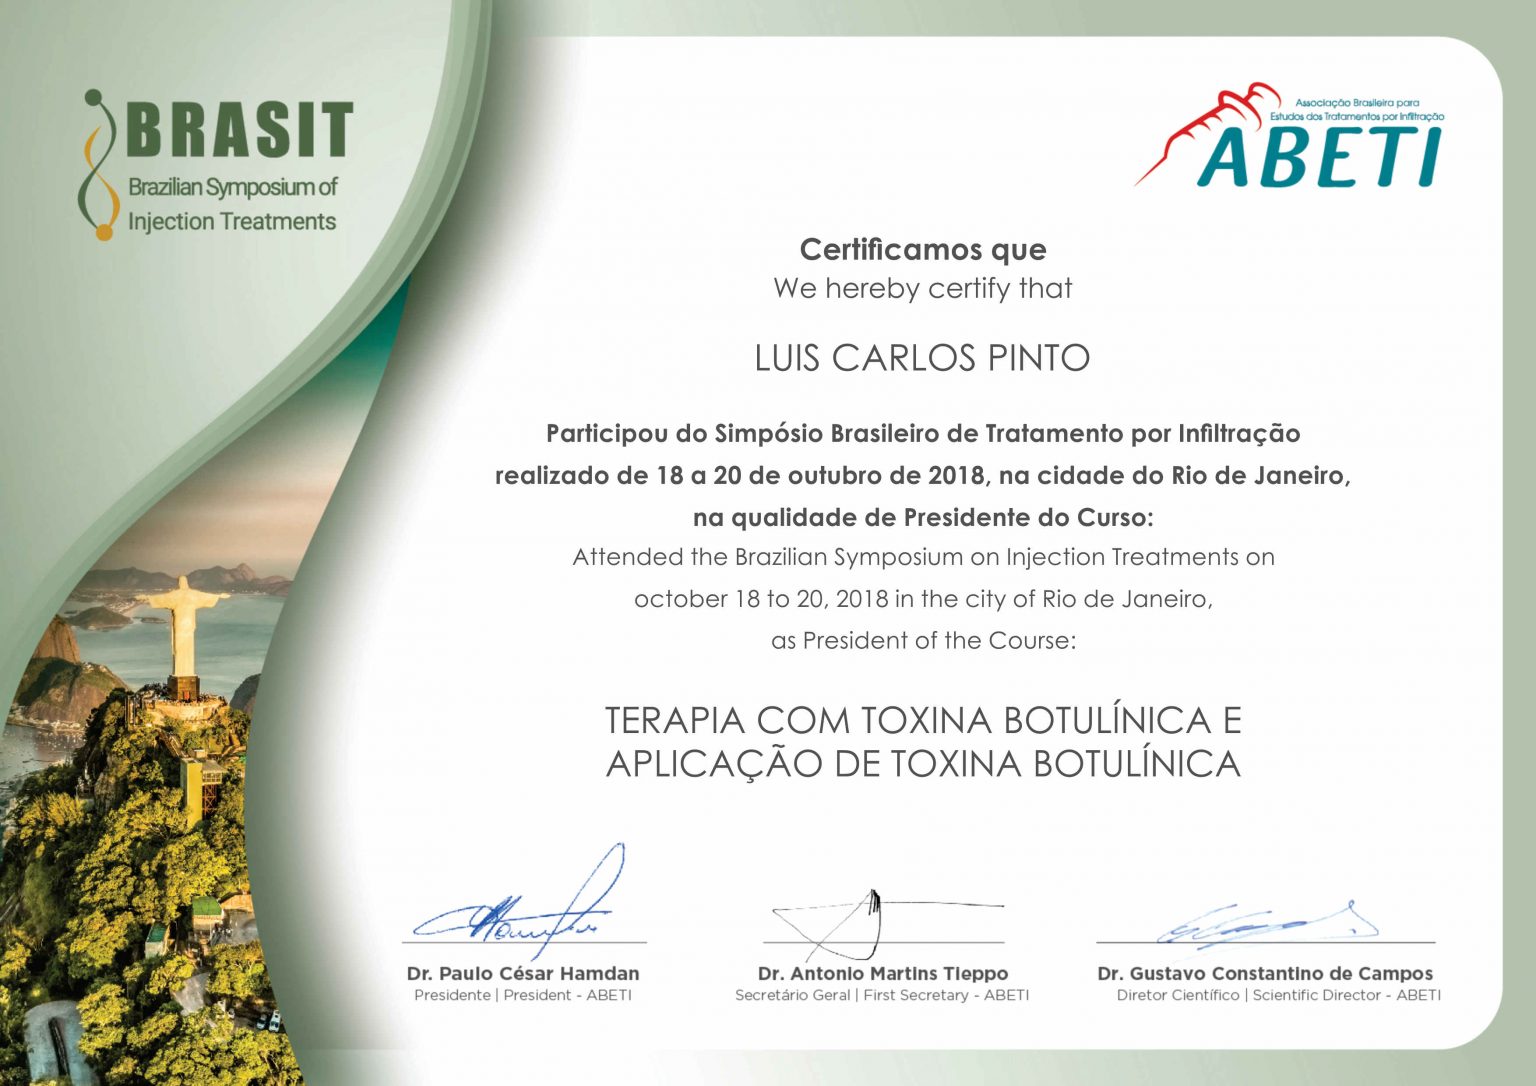 BRASIT
Brazilian Symposium of
Injection Treatments
Associação Brasileira para
Estudos dos Tratamentos por Infiltração
ABETI
Certificamos que
We hereby certify that
LUIS CARLOS PINTO
Participou do Simpósio Brasileiro de Tratamento por Infiltração
realizado de 18 a 20 de outubro de 2018, na cidade do Rio de Janeiro,
na qualidade de Presidente do Curso:
Attended the Brazilian Symposium on Injection Treatments on
october 18 to 20, 2018 in the city of Rio de Janeiro,
as President of the Course:
TERAPIA COM TOXINA BOTULÍNICA E
APLICAÇÃO DE TOXINA BOTULÍNICA
Dr. Paulo César Hamdan
Presidente | President - ABETI
Dr. Antonio Martins Tieppo
Secretário Geral | First Secretary - ABETI
Dr. Gustavo Constantino de Campos
Diretor Científico | Scientific Director - ABETI